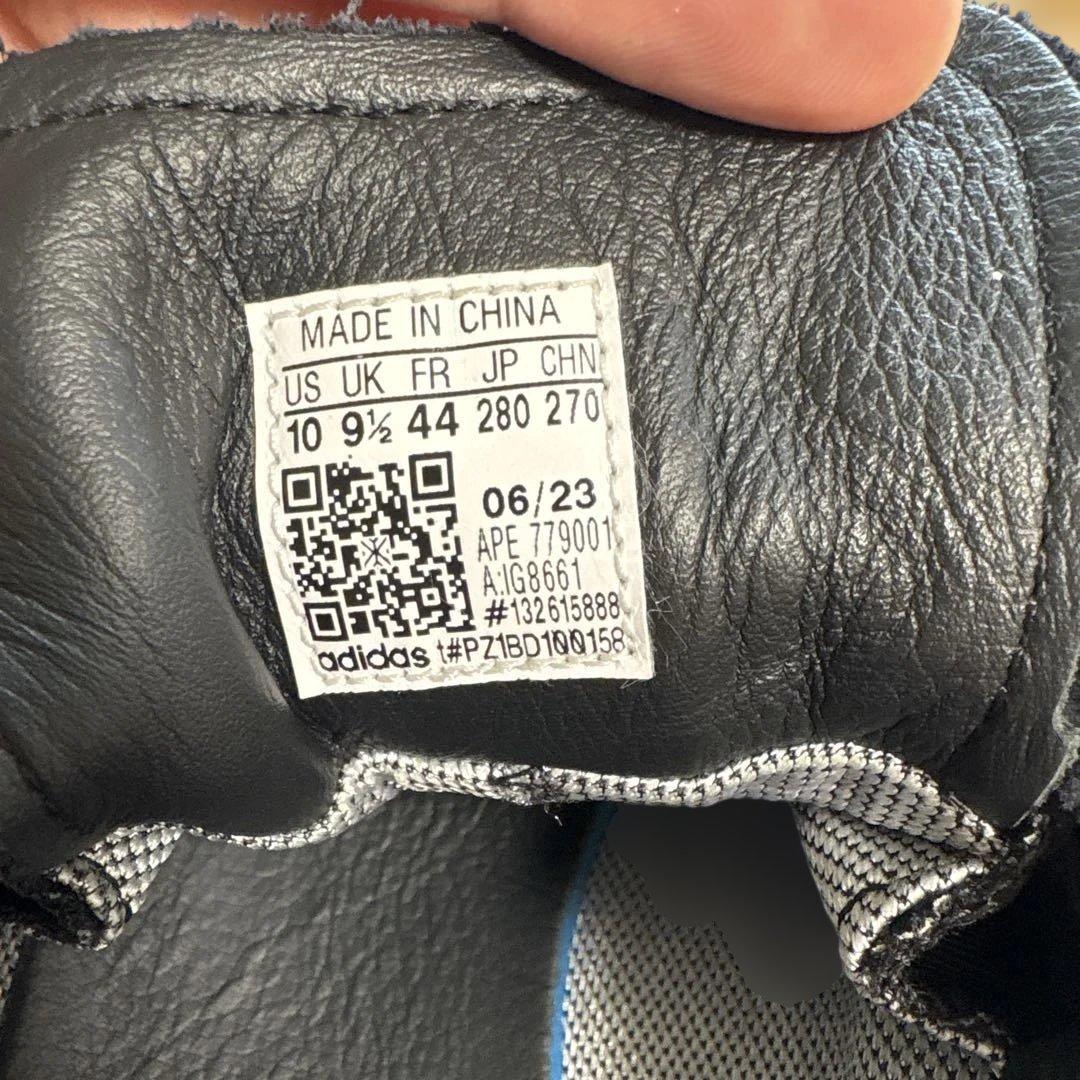 MADE IN CHINA
US UK FR JP CHN
10 9½ 44 280 270
06/23
APE 779001
A:IG8661
#132615888
adidas t#PZ1BD100158